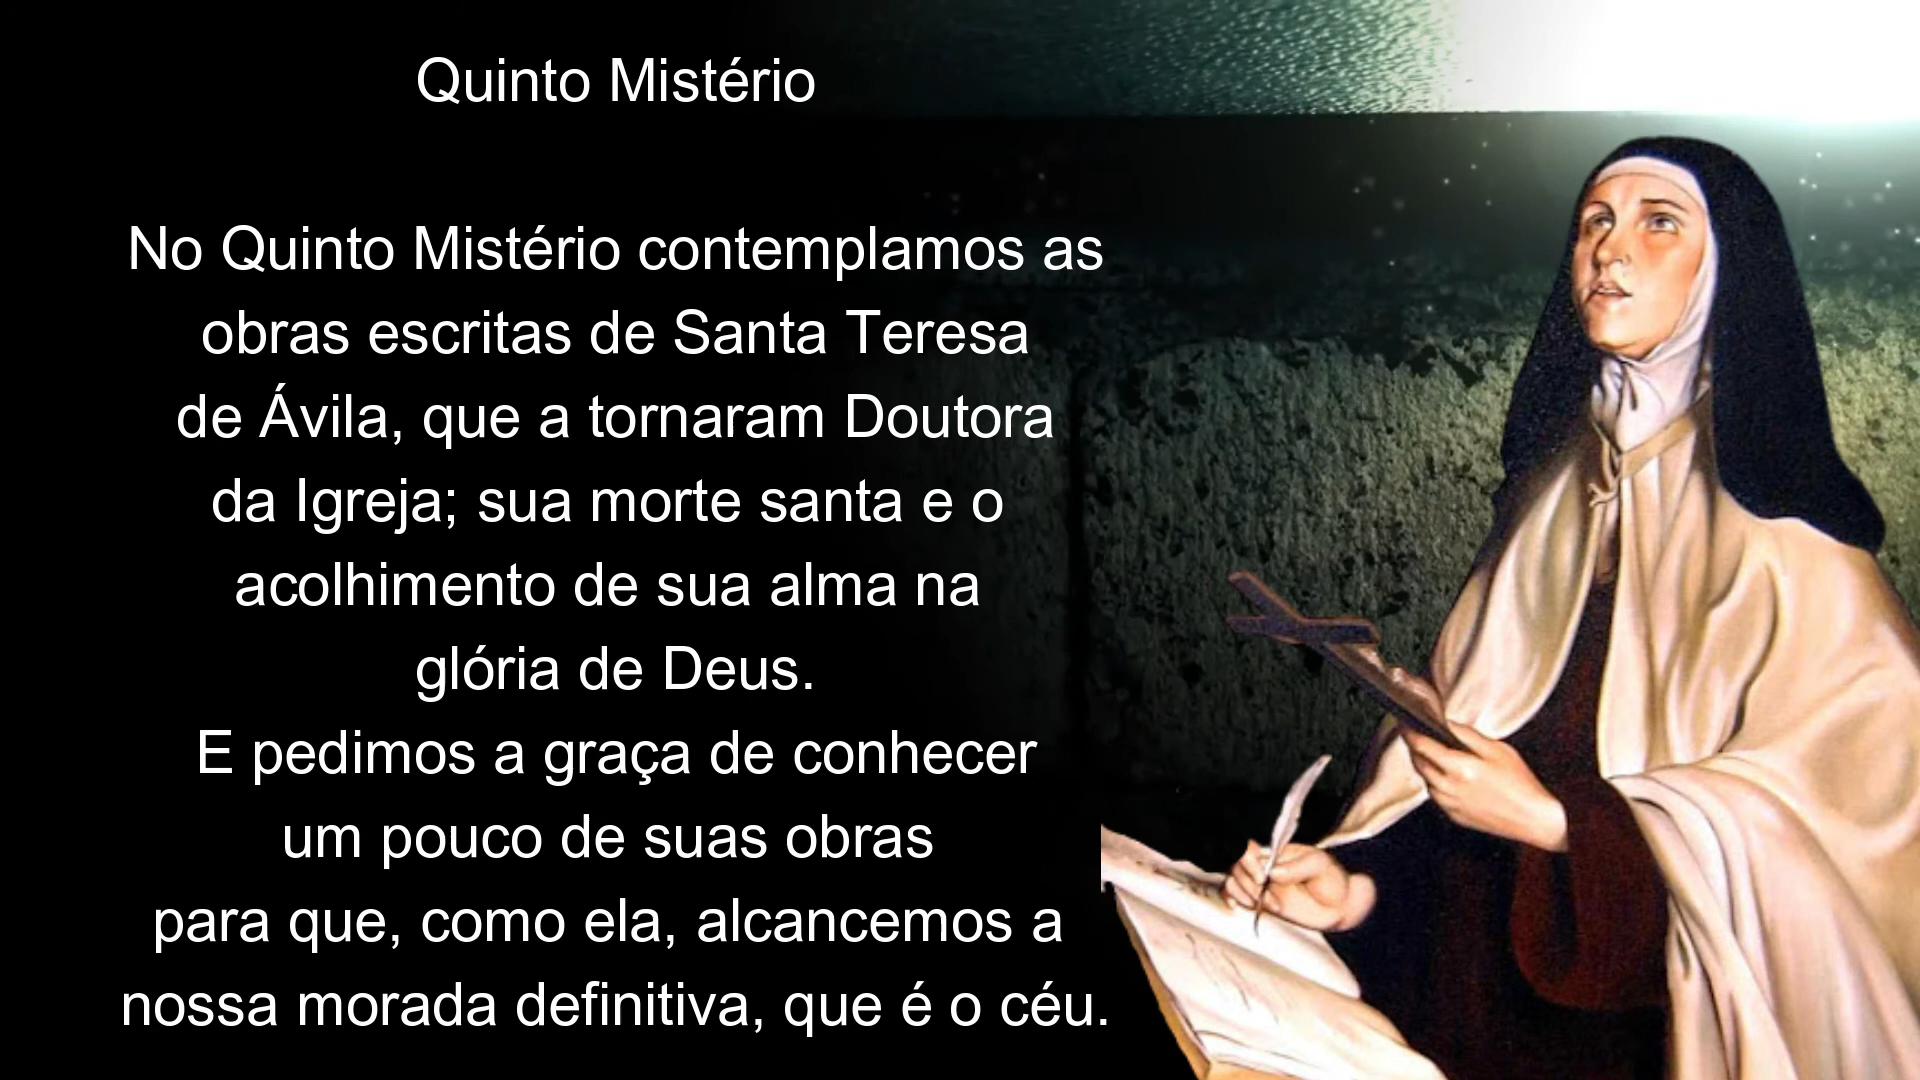 Quinto Mistério
No Quinto Mistério contemplamos as
obras escritas de Santa Teresa
de Ávila, que a tornaram Doutora
da Igreja; sua morte santa e o
acolhimento de sua alma na
glória de Deus.
E pedimos a graça de conhecer
um pouco de suas obras
para que, como ela, alcancemos a
nossa morada definitiva, que é o céu.